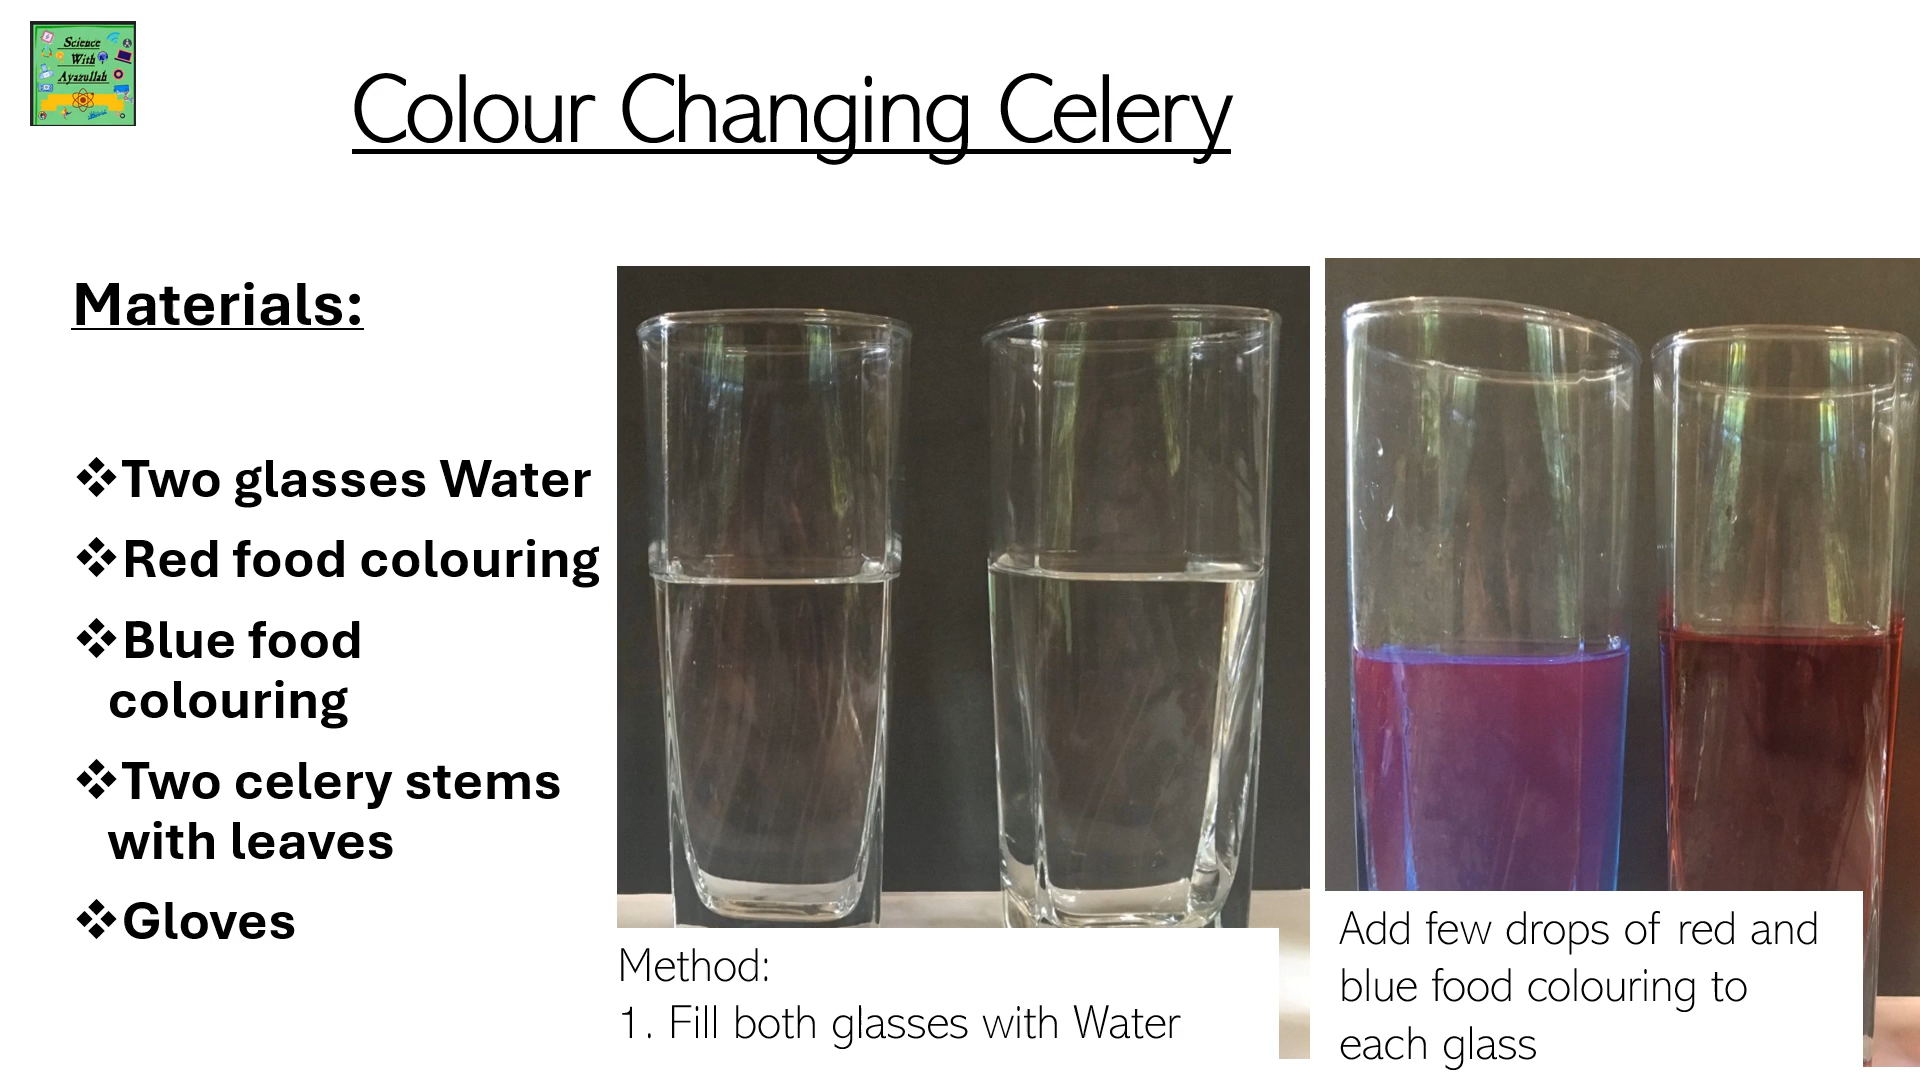 Science
With
Ayazullah
Colour Changing Celery
Materials:
❖Two glasses Water
❖Red food colouring
❖Blue food
colouring
❖Two celery stems
with leaves
❖Gloves
Method:
1. Fill both glasses with Water
Add few drops of red and
blue food colouring to
each glass